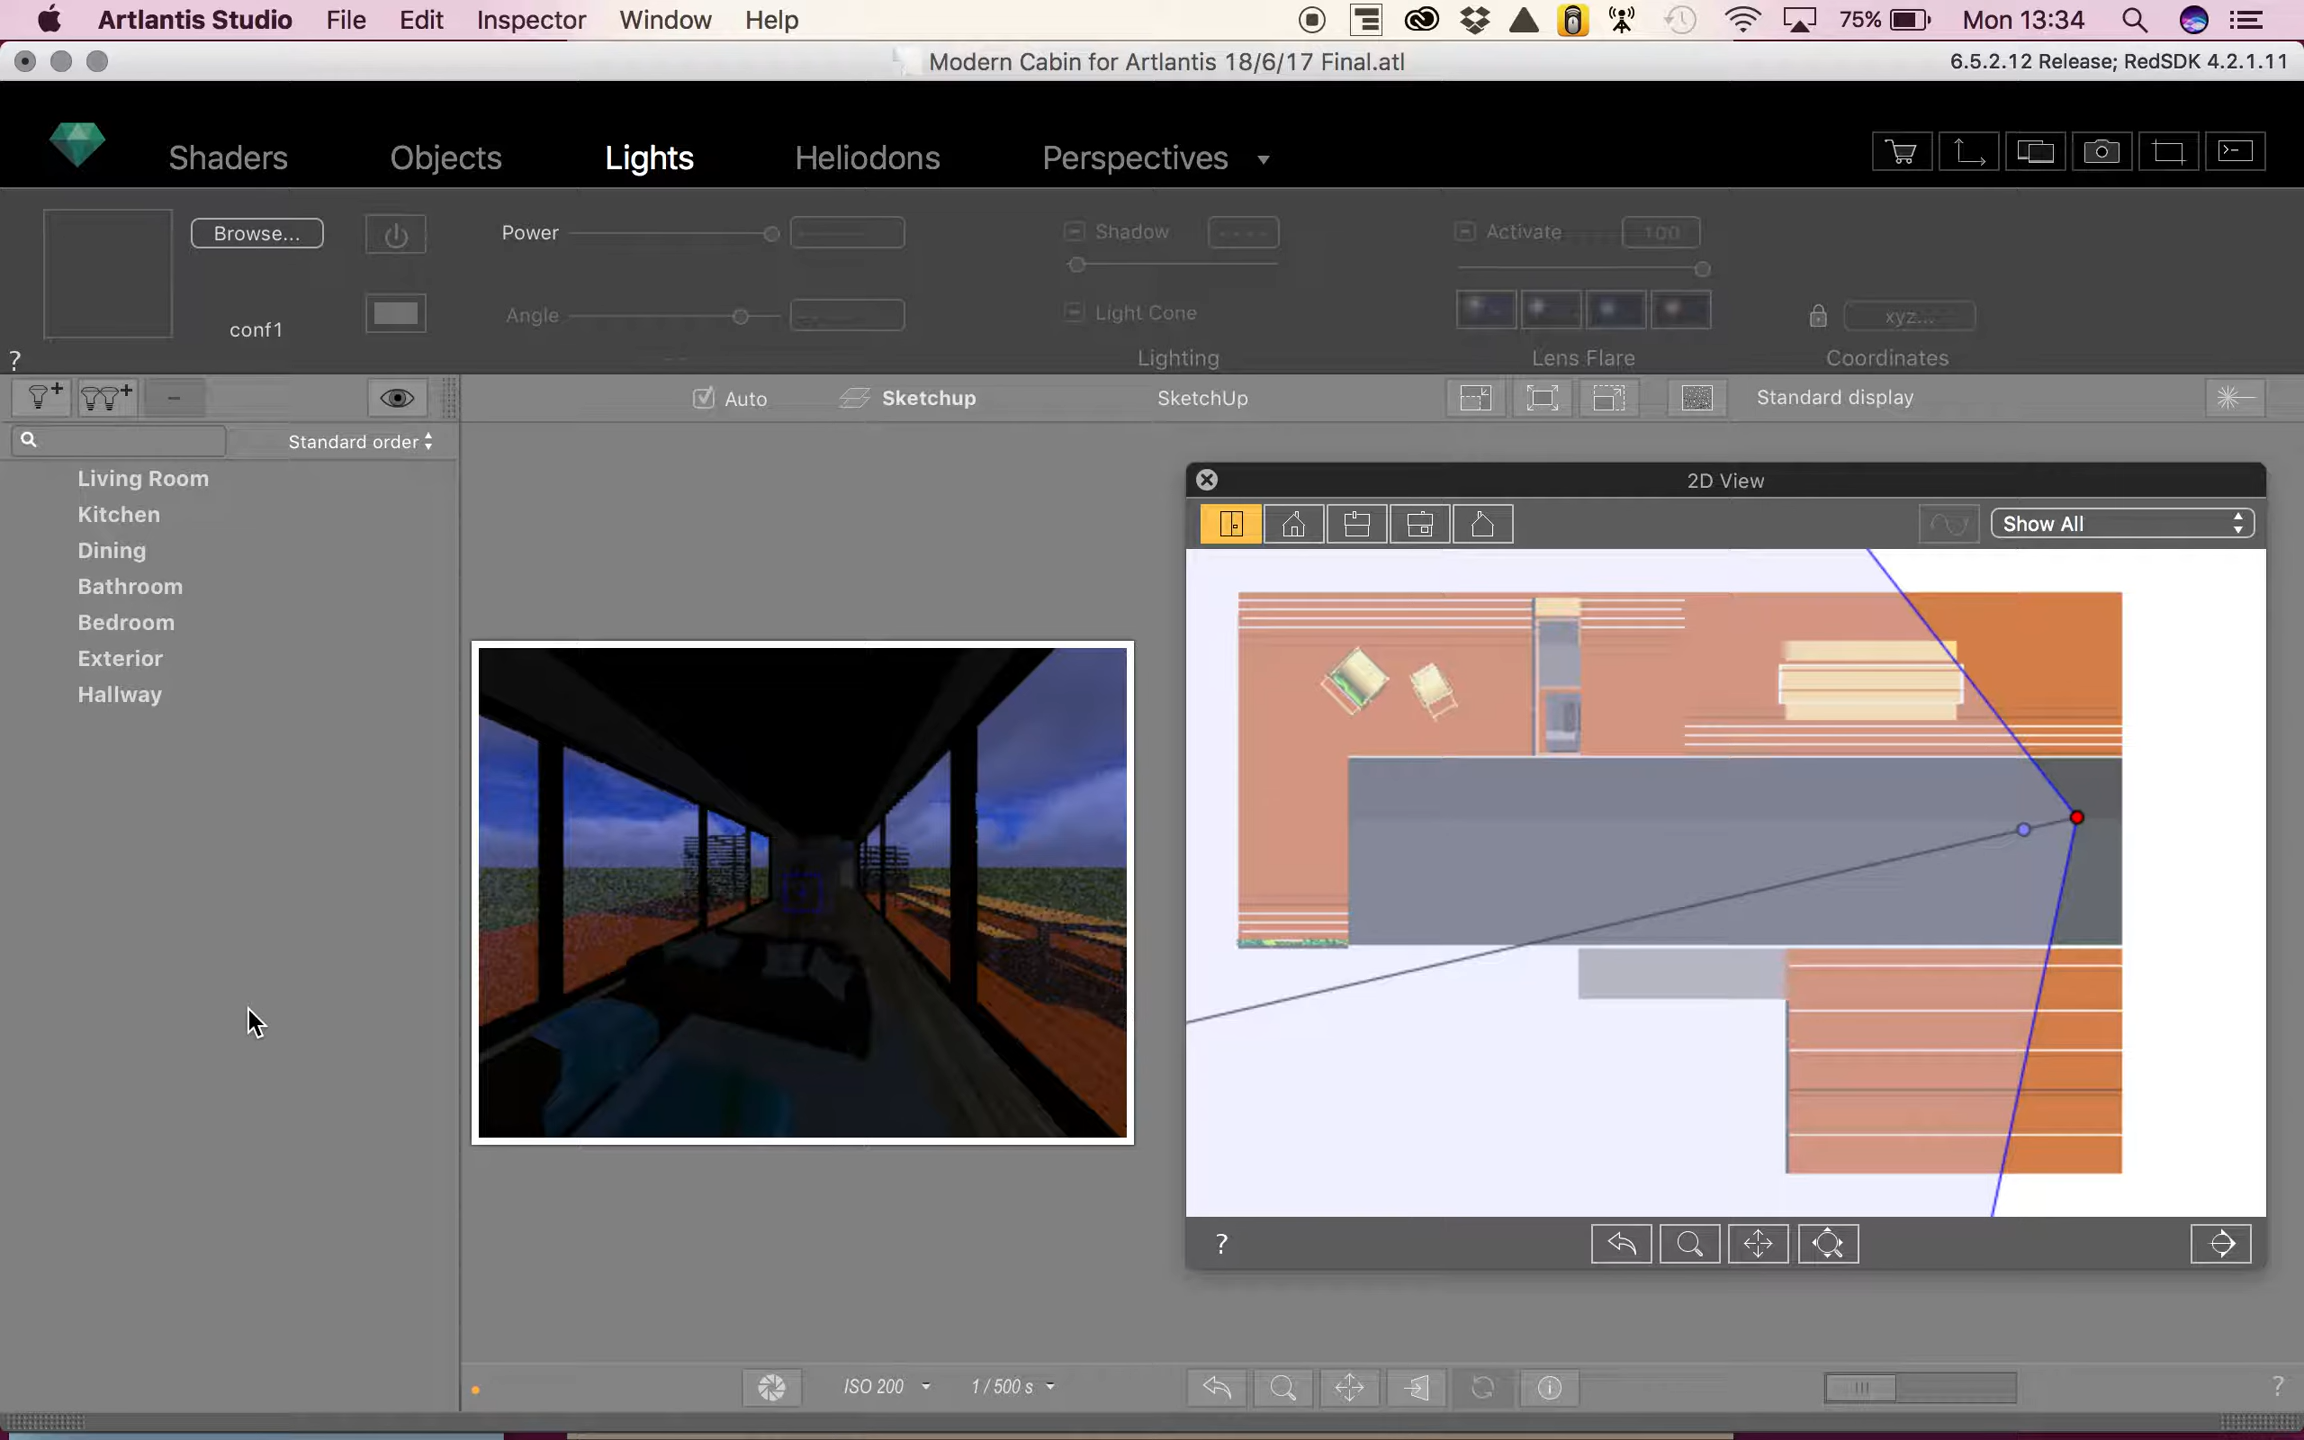 Artlantis Studio File Edit Inspector Window Help 75% Mon 13:34
Modern Cabin for Artlantis 18/6/17 Final.atl 6.5.2.12 Release; RedSDK 4.2.1.11
Shaders Objects Lights Heliodons Perspectives
Browse... Power Shadow Activate 100
Angle Light Cone xyz...
conf1
? Lighting Lens Flare Coordinates
Auto Sketchup SketchUp Standard display
Standard order
Living Room
Kitchen
Dining
Bathroom
Bedroom
Exterior
Hallway
2D View
Show All
?
ISO 200 1 / 500 s ?